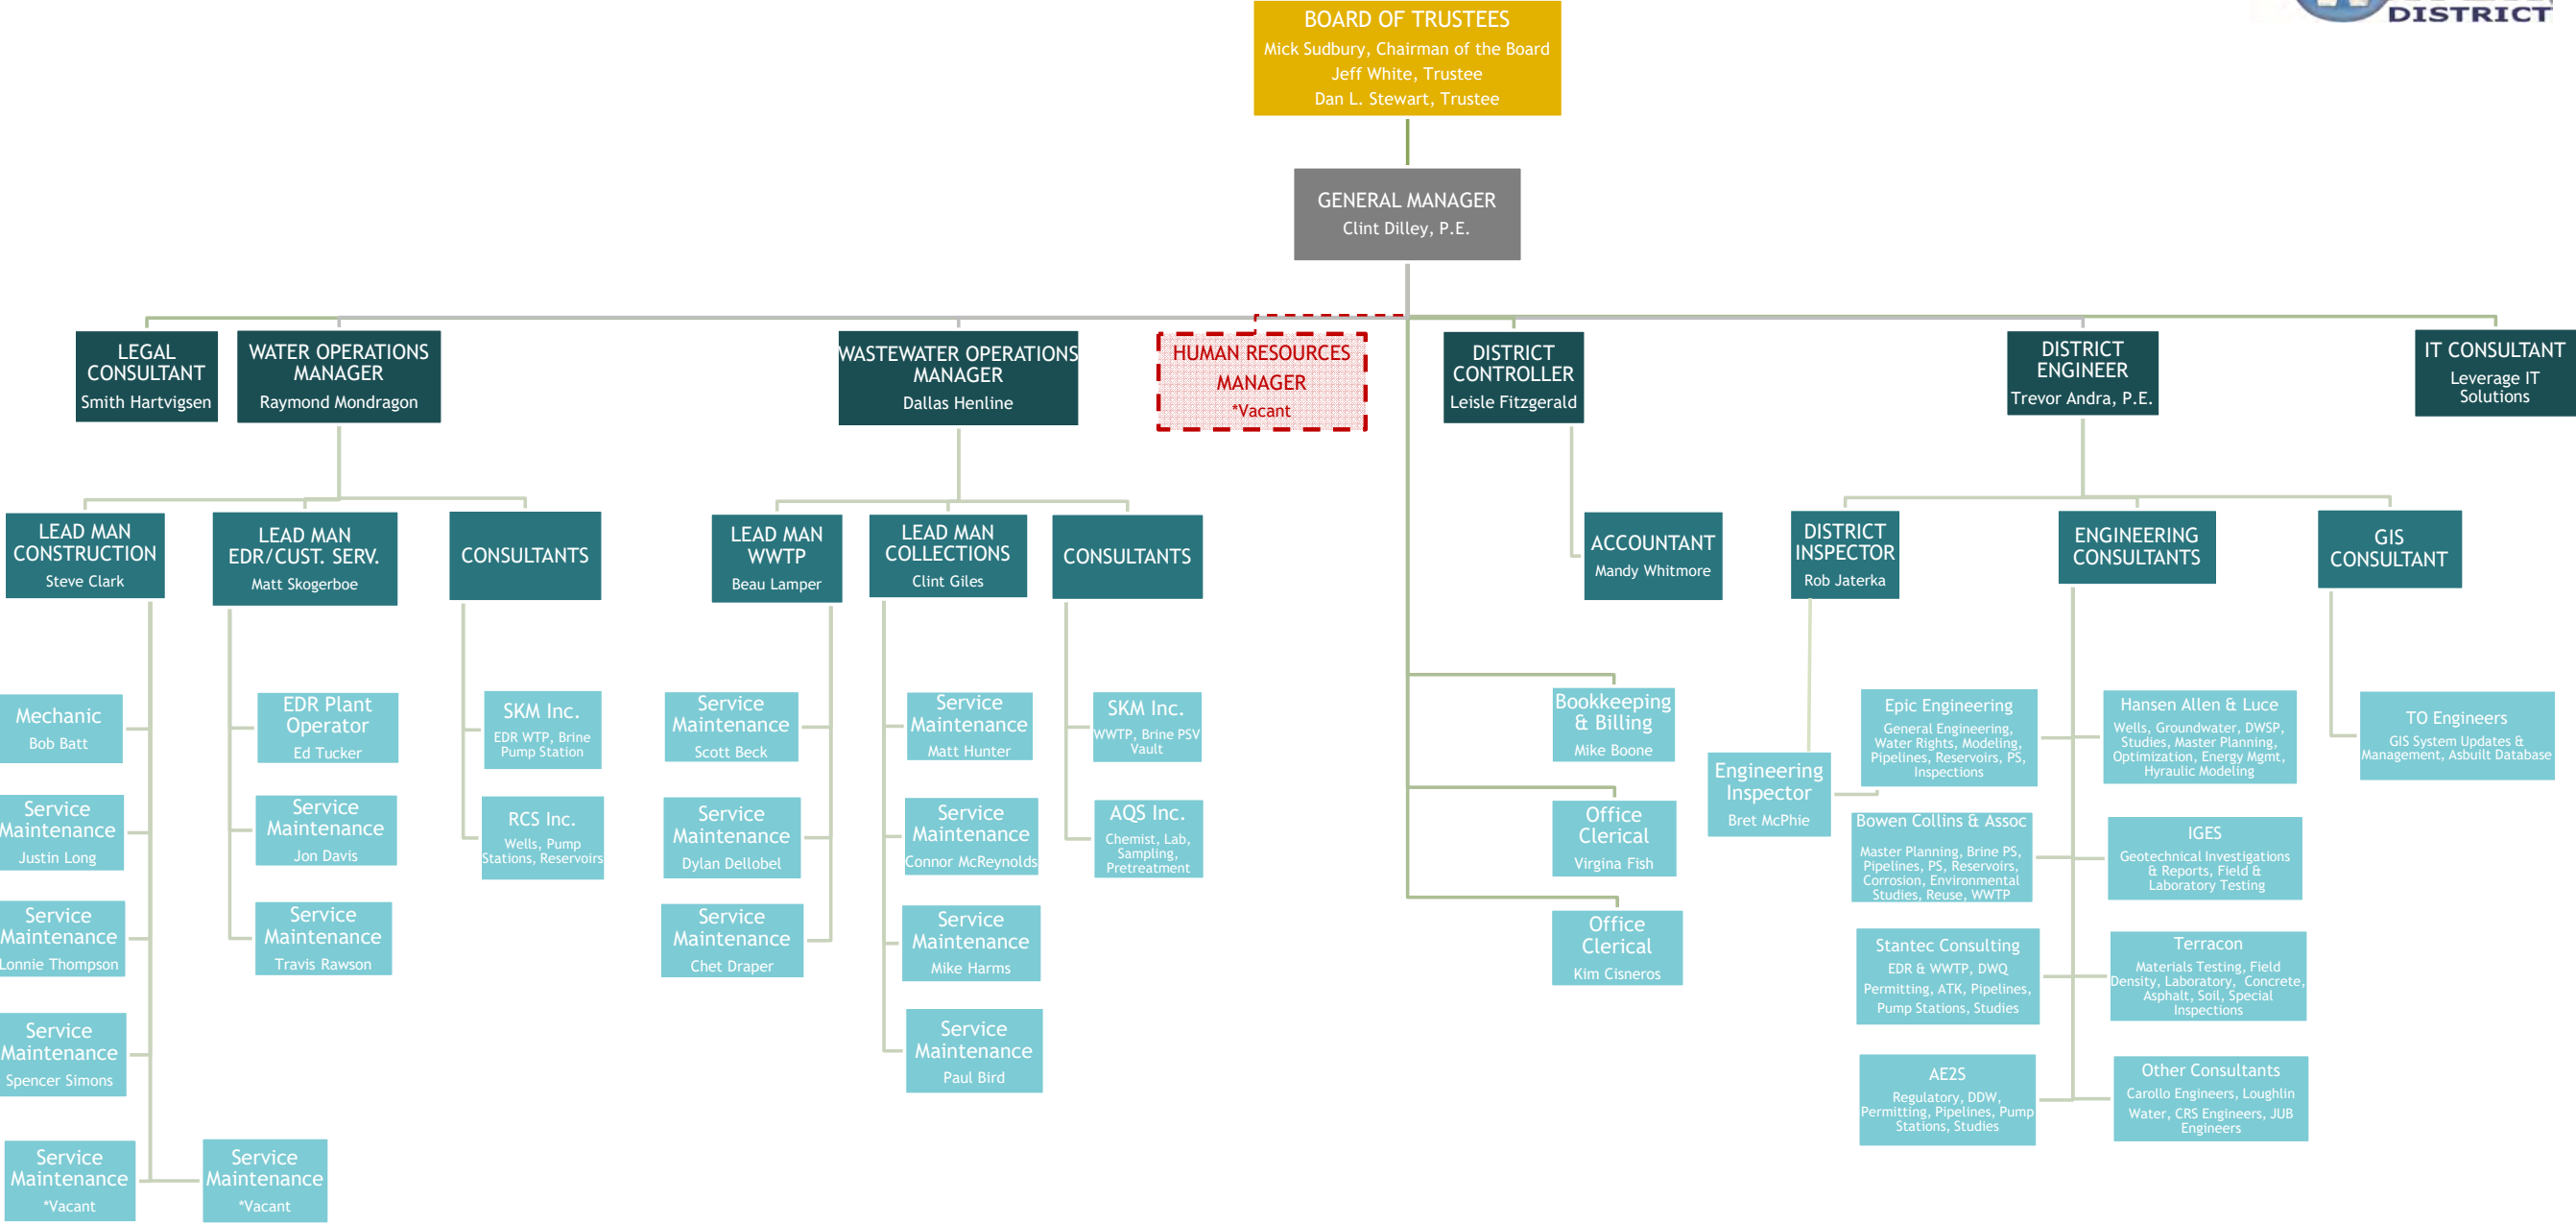 DISTRICT
BOARD OF TRUSTEES
Mick Sudbury, Chairman of the Board
Jeff White, Trustee
Dan L. Stewart, Trustee
GENERAL MANAGER
Clint Dilley, P.E.
LEGAL
CONSULTANT
Smith Hartvigsen
WATER OPERATIONS
MANAGER
Raymond Mondragon
WASTEWATER OPERATIONS
MANAGER
Dallas Henline
HUMAN RESOURCES
MANAGER
*Vacant
DISTRICT
CONTROLLER
Leisle Fitzgerald
DISTRICT
ENGINEER
Trevor Andra, P.E.
IT CONSULTANT
Leverage IT
Solutions
LEAD MAN
CONSTRUCTION
Steve Clark
LEAD MAN
EDR/CUST. SERV.
Matt Skogerboe
CONSULTANTS
LEAD MAN
WWTP
Beau Lamper
LEAD MAN
COLLECTIONS
Clint Giles
CONSULTANTS
ACCOUNTANT
Mandy Whitmore
DISTRICT
INSPECTOR
Rob Jaterka
ENGINEERING
CONSULTANTS
GIS
CONSULTANT
Mechanic
Bob Batt
Service
Maintenance
Justin Long
Service
Maintenance
Lonnie Thompson
Service
Maintenance
Spencer Simons
Service
Maintenance
*Vacant
Service
Maintenance
*Vacant
EDR Plant
Operator
Ed Tucker
Service
Maintenance
Jon Davis
Service
Maintenance
Travis Rawson
SKM Inc.
EDR WTP, Brine
Pump Station
RCS Inc.
Wells, Pump
Stations, Reservoirs
Service
Maintenance
Scott Beck
Service
Maintenance
Dylan Dellobel
Service
Maintenance
Chet Draper
Service
Maintenance
Matt Hunter
Service
Maintenance
Connor McReynolds
Service
Maintenance
Mike Harms
Service
Maintenance
Paul Bird
SKM Inc.
WWTP, Brine PSV
Vault
AQS Inc.
Chemist, Lab,
Sampling,
Pretreatment
Bookkeeping
& Billing
Mike Boone
Office
Clerical
Virgina Fish
Office
Clerical
Kim Cisneros
Engineering
Inspector
Bret McPhie
Epic Engineering
General Engineering,
Water Rights, Modeling,
Pipelines, Reservoirs, PS,
Inspections
Bowen Collins & Assoc
Master Planning, Brine PS,
Pipelines, PS, Reservoirs,
Corrosion, Environmental
Studies, Reuse, WWTP
Stantec Consulting
EDR & WWTP, DWQ
Permitting, ATK, Pipelines,
Pump Stations, Studies
AE2S
Regulatory, DDW,
Permitting, Pipelines, Pump
Stations, Studies
Hansen Allen & Luce
Wells, Groundwater, DWSP,
Studies, Master Planning,
Optimization, Energy Mgmt,
Hyraulic Modeling
IGES
Geotechnical Investigations
& Reports, Field &
Laboratory Testing
Terracon
Materials Testing, Field
Density, Laboratory, Concrete,
Asphalt, Soil, Special
Inspections
Other Consultants
Carollo Engineers, Loughlin
Water, CRS Engineers, JUB
Engineers
TO Engineers
GIS System Updates &
Management, Asbuilt Database